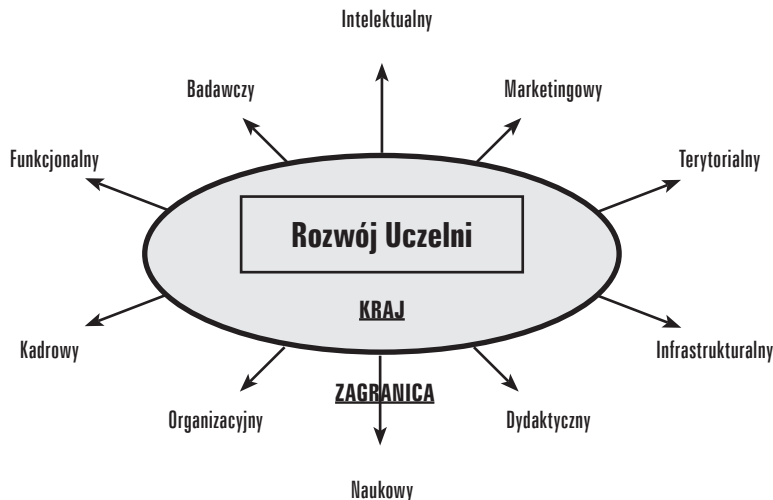 Intelektualny
Badawczy
Marketingowy
Funkcjonalny
Terytorialny
Rozwój Uczelni
KRAJ
Kadrowy
Infrastrukturalny
ZAGRANICA
Organizacyjny
Dydaktyczny
Naukowy